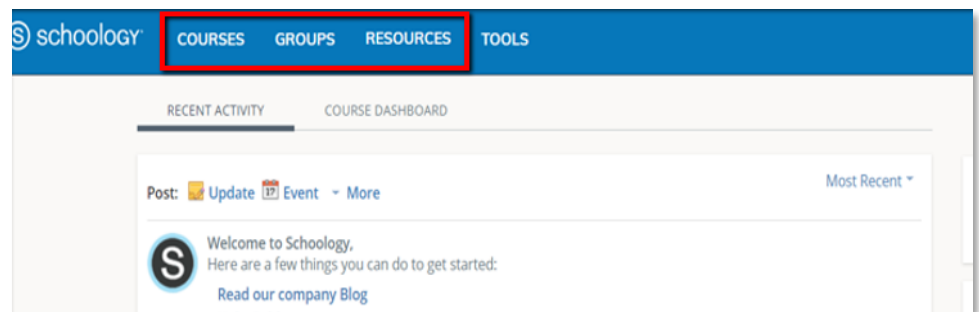 S schoology® COURSES GROUPS RESOURCES TOOLS
RECENT ACTIVITY COURSE DASHBOARD
Post: Update 17 Event More Most Recent
S Welcome to Schoology,
Here are a few things you can do to get started:
Read our company Blog